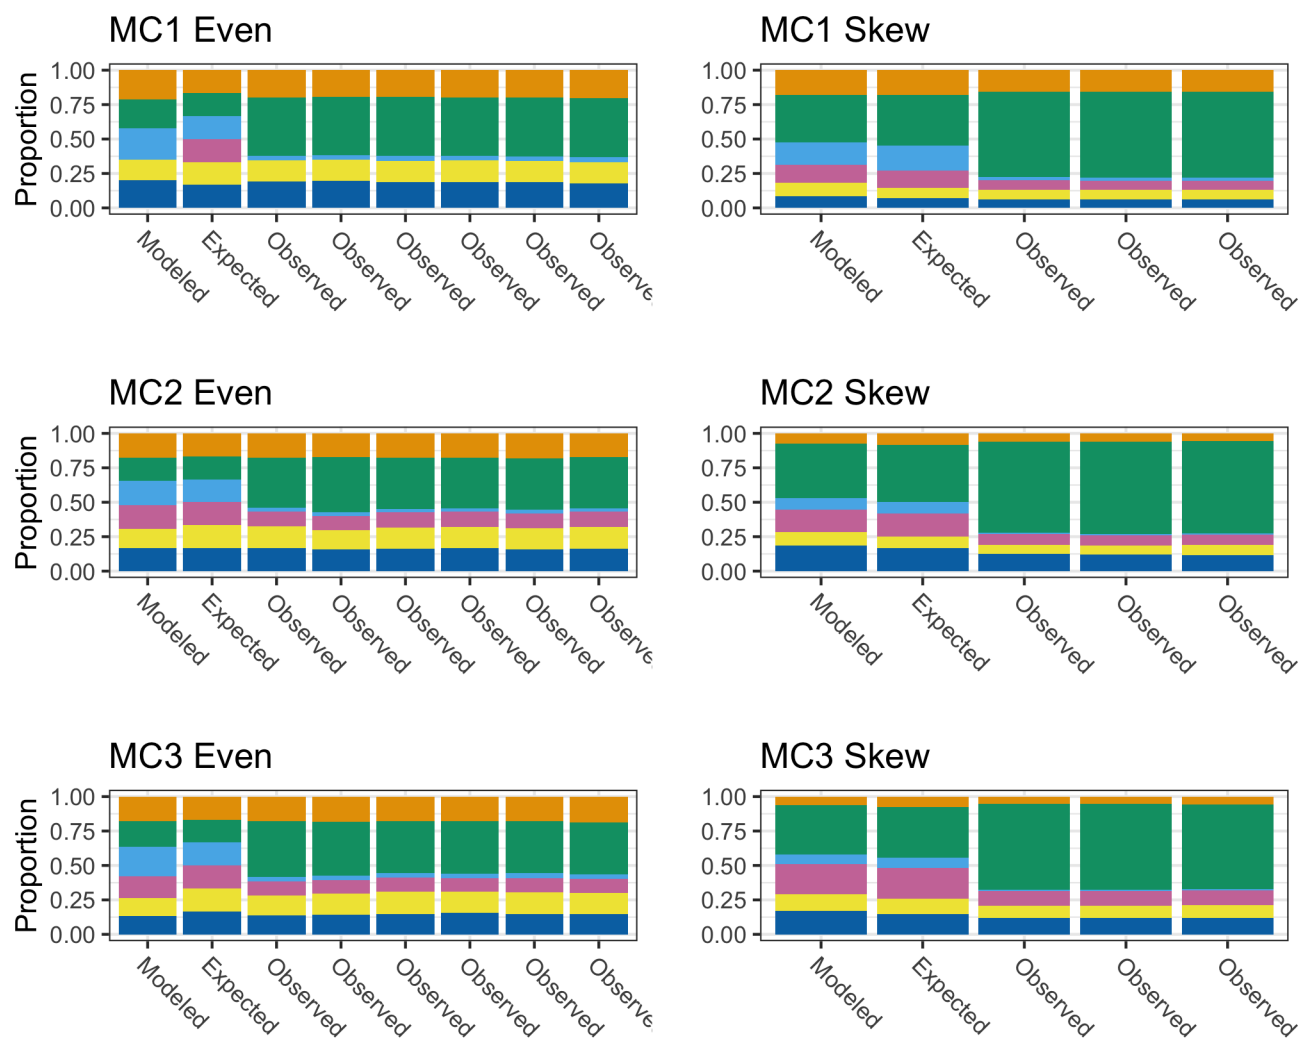 MC1 Even
Proportion
1.00
0.75
0.50
0.25
0.00
Modeled
Expected
Observed
Observed
Observed
Observed
Observed
Observe
MC1 Skew
1.00
0.75
0.50
0.25
0.00
Modeled
Expected
Observed
Observed
Observed
MC2 Even
Proportion
1.00
0.75
0.50
0.25
0.00
Modeled
Expected
Observed
Observed
Observed
Observed
Observed
Observe
MC2 Skew
1.00
0.75
0.50
0.25
0.00
Modeled
Expected
Observed
Observed
Observed
MC3 Even
Proportion
1.00
0.75
0.50
0.25
0.00
Modeled
Expected
Observed
Observed
Observed
Observed
Observed
Observe
MC3 Skew
1.00
0.75
0.50
0.25
0.00
Modeled
Expected
Observed
Observed
Observed